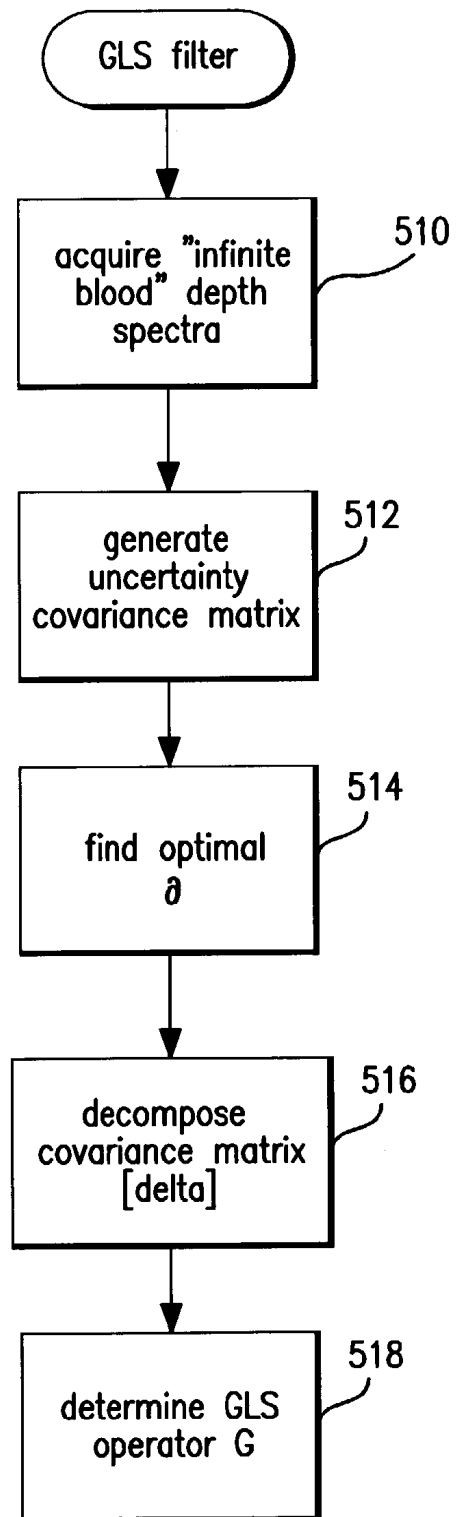 GLS filter
acquire "infinite
blood" depth
spectra
510
generate
uncertainty
covariance matrix
512
find optimal
∂
514
decompose
covariance matrix
[delta]
516
determine GLS
operator G
518